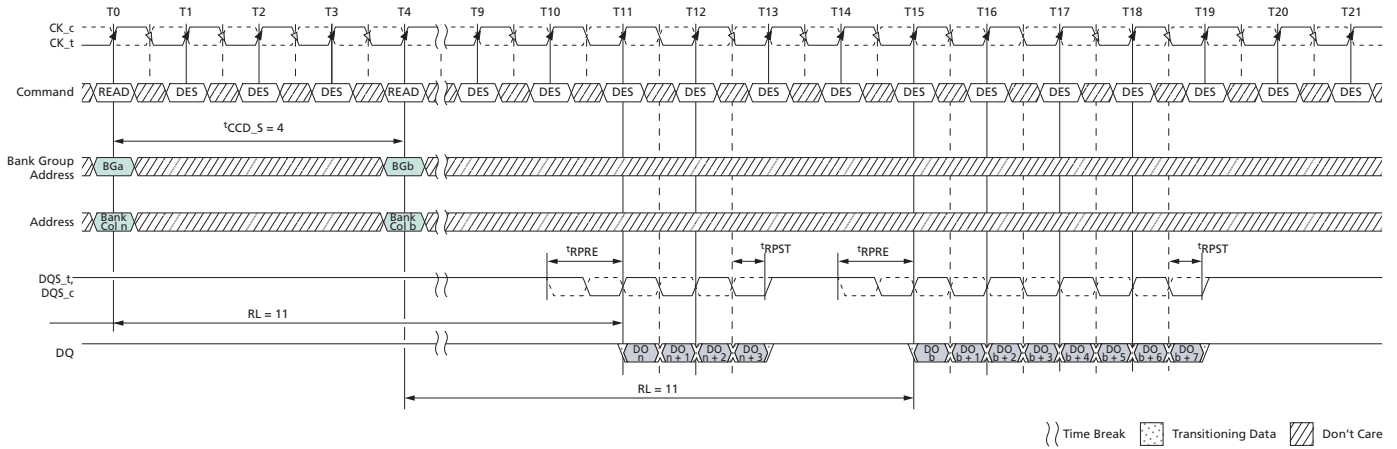 T0 T1 T2 T3 T4 T9 T10 T11 T12 T13 T14 T15 T16 T17 T18 T19 T20 T21
CK_c
CK_t
Command READ DES DES DES READ DES DES DES DES DES DES DES DES DES DES DES DES DES
tCCD_S = 4
Bank Group
Address
BGa BGb
Address
Bank
Col n
Bank
Col b
tRPRE tRPST tRPRE tRPST
DQS_t,
DQS_c
RL = 11
DQ
DO
n
DO
n + 1
DO
n + 2
DO
n + 3
DO
b
DO
b + 1
DO
b + 2
DO
b + 3
DO
b + 4
DO
b + 5
DO
b + 6
DO
b + 7
RL = 11
Time Break Transitioning Data Don't Care